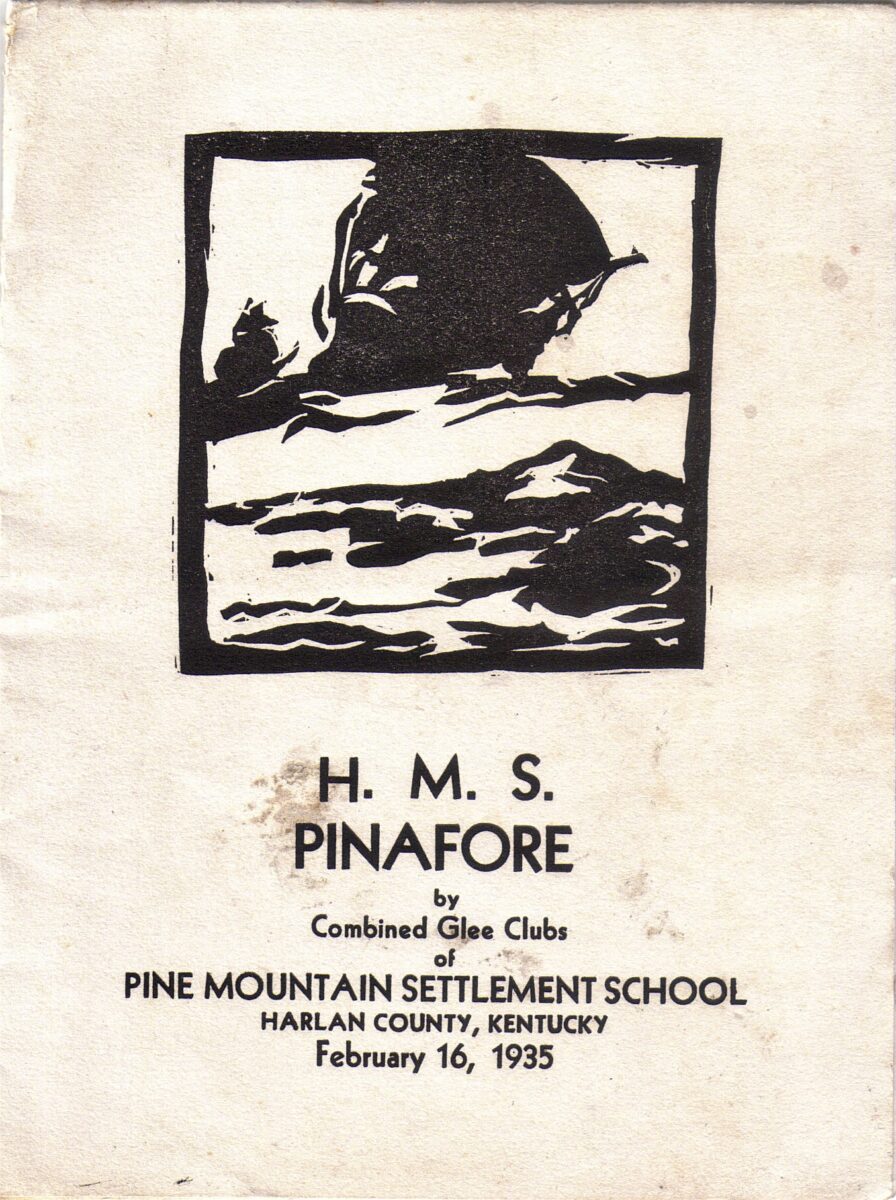 H. M. S.
PINAFORE
by
Combined Glee Clubs
of
PINE MOUNTAIN SETTLEMENT SCHOOL
HARLAN COUNTY, KENTUCKY
February 16, 1935